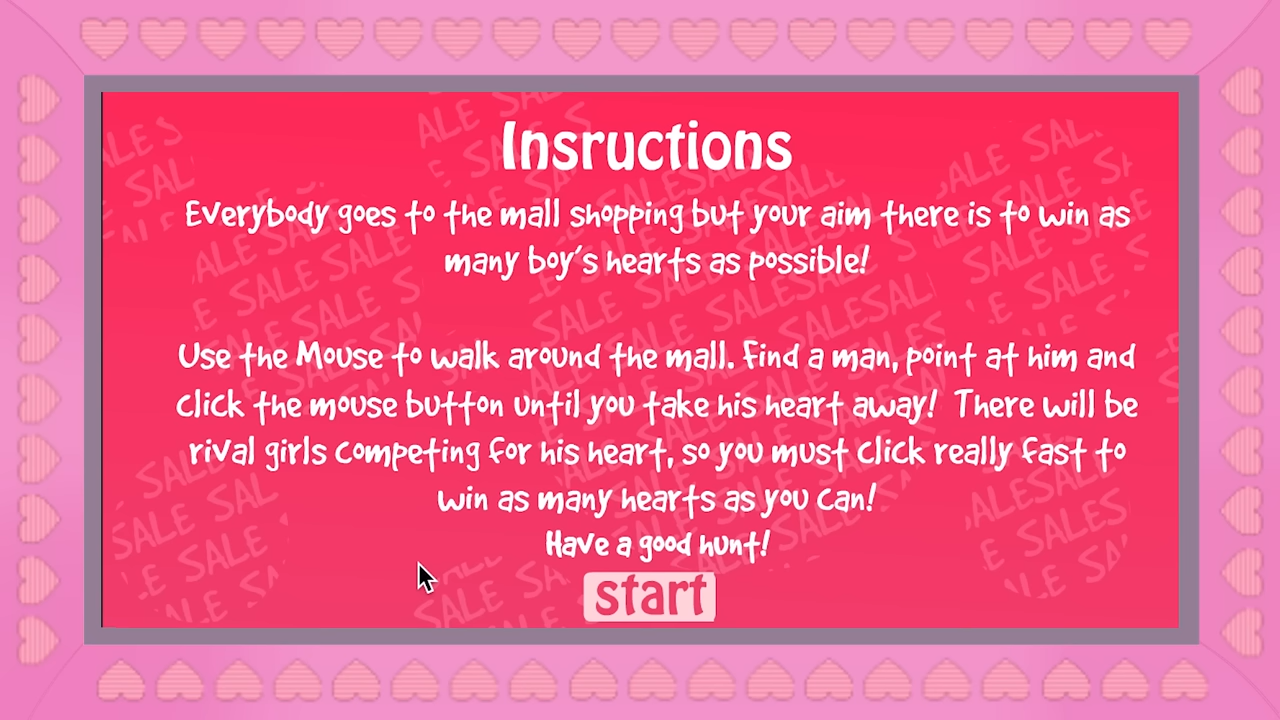 Insructions
Everybody goes to the mall shopping but your aim there is to win as
many boy's hearts as possible!
Use the Mouse to walk around the mall. Find a man, point at him and
click the mouse button until you take his heart away! There will be
rival girls competing for his heart, so you must click really fast to
win as many hearts as you can!
Have a good hunt!
start